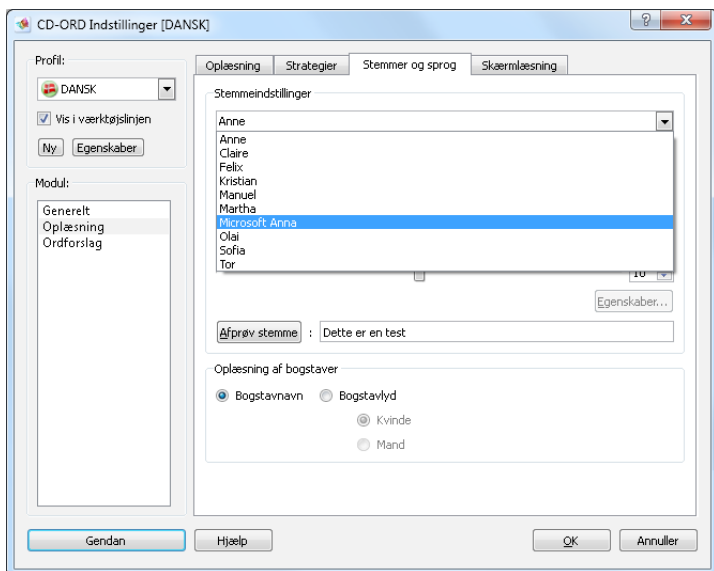 CD-ORD Indstillinger [DANSK]
Profil:
DANSK
Vis i værktøjslinjen
Ny
Egenskaber
Modul:
Generelt
Oplæsning
Ordforslag
Oplæsning
Strategier
Stemmer og sprog
Skærmlæsning
Stemmeindstillinger
Anne
Anne
Claire
Felix
Kristian
Manuel
Martha
Microsoft Anna
Olai
Sofia
Tor
10
Egenskaber...
Afprøv stemme : Dette er en test
Oplæsning af bogstaver
Bogstavnavn
Bogstavlyd
Kvinde
Mand
Gendan
Hjælp
OK
Annuller